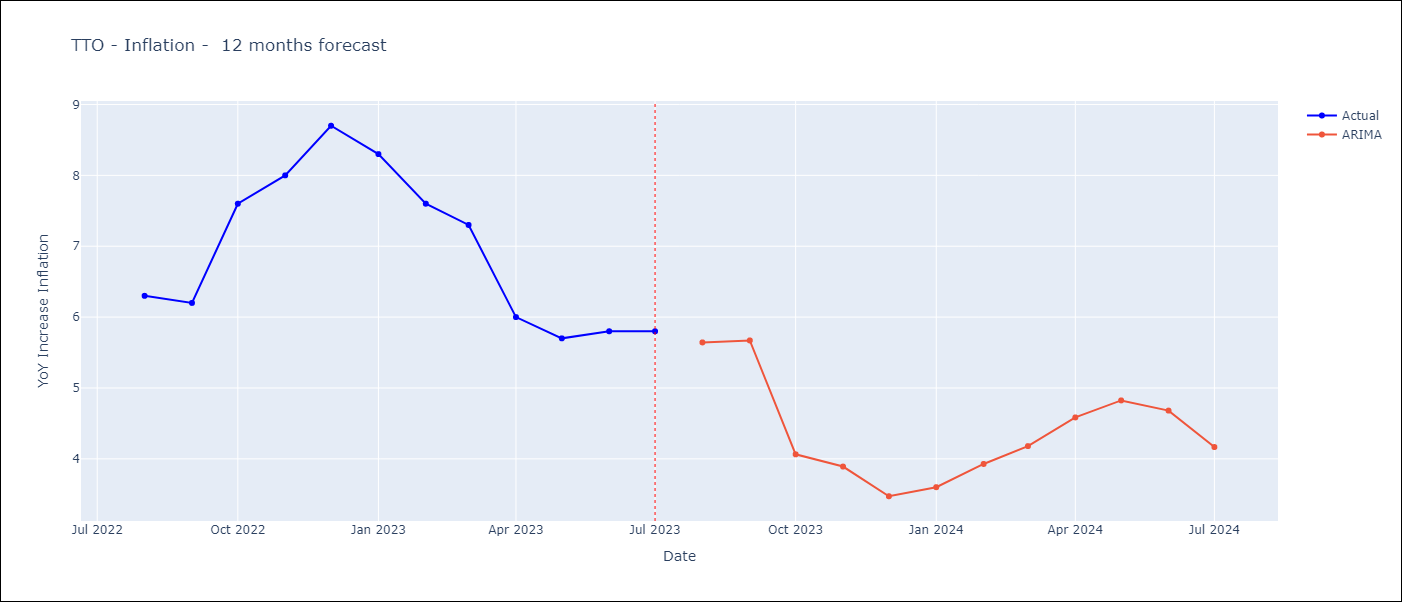 TTO - Inflation -  12 months forecast
Actual
ARIMA
YoY Increase Inflation
9
8
7
6
5
4
Jul 2022 Oct 2022 Jan 2023 Apr 2023 Jul 2023 Oct 2023 Jan 2024 Apr 2024 Jul 2024
Date